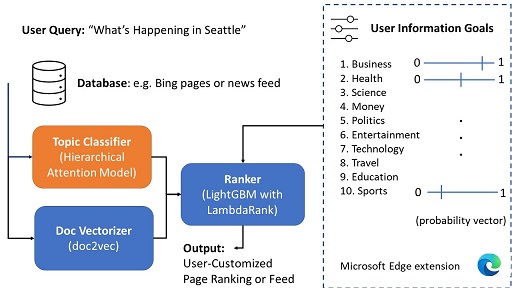 User Query: “What’s Happening in Seattle”
Database: e.g. Bing pages or news feed
Topic Classifier
(Hierarchical
Attention Model)
Doc Vectorizer
(doc2vec)
Ranker
(LightGBM with
LambdaRank)
Output:
User-Customized
Page Ranking or Feed
User Information Goals
1. Business 0 1
2. Health 0 1
3. Science
4. Money
5. Politics
6. Entertainment
7. Technology
8. Travel
9. Education
10. Sports 0 1
(probability vector)
Microsoft Edge extension